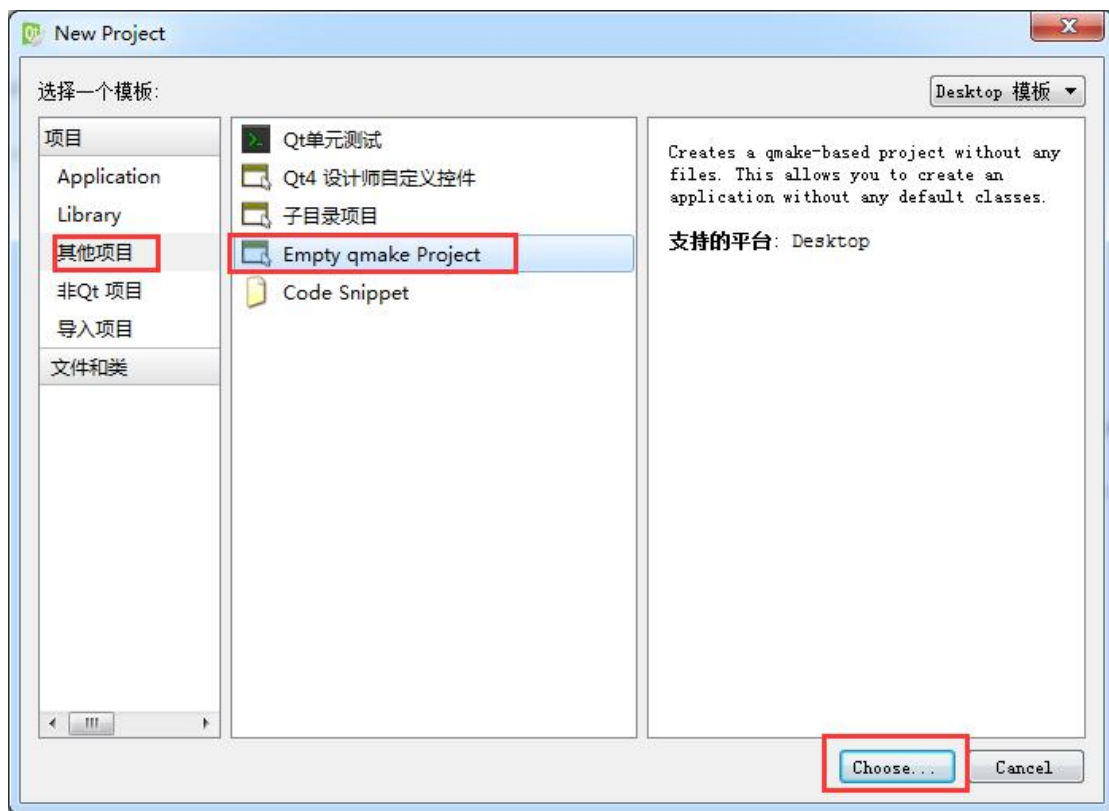 New Project
选择一个模板:
Desktop 模板
项目
Application
Library
其他项目
非Qt 项目
导入项目
文件和类
Qt单元测试
Qt4 设计师自定义控件
子目录项目
Empty qmake Project
Code Snippet
Creates a qmake-based project without any
files. This allows you to create an
application without any default classes.
支持的平台: Desktop
Choose...
Cancel